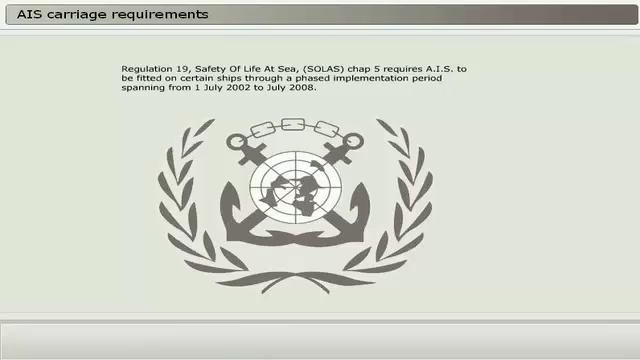 AIS carriage requirements
Regulation 19, Safety Of Life At Sea, (SOLAS) chap 5 requires A.I.S. to
be fitted on certain ships through a phased implementation period
spanning from 1 July 2002 to July 2008.